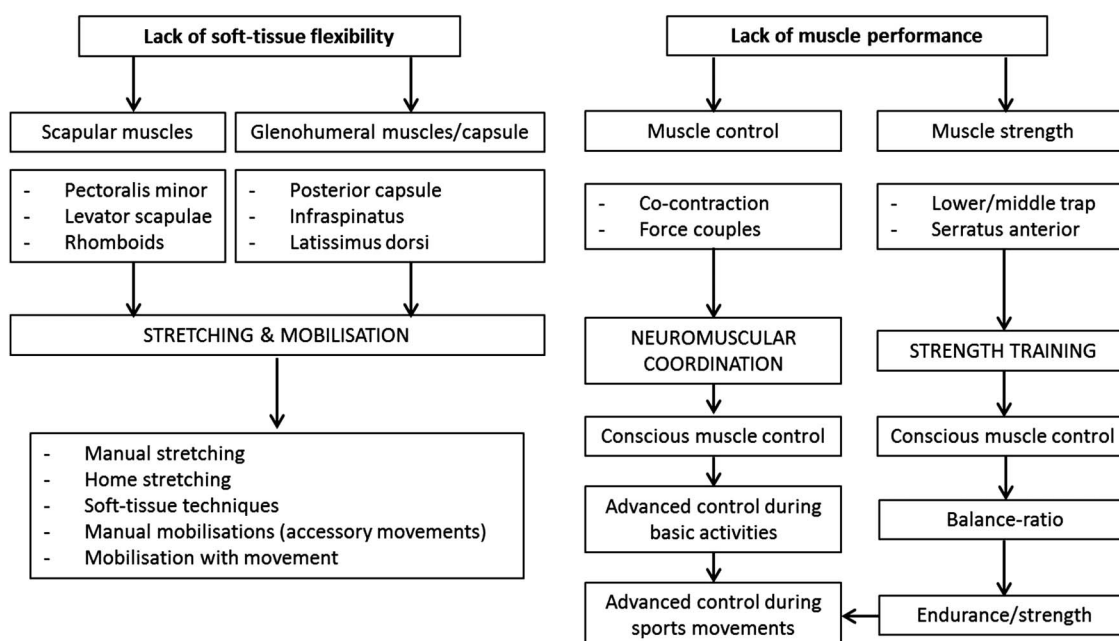 Lack of soft-tissue flexibility
Scapular muscles
Glenohumeral muscles/capsule
- Pectoralis minor
- Levator scapulae
- Rhomboids
- Posterior capsule
- Infraspinatus
- Latissimus dorsi
STRETCHING & MOBILISATION
- Manual stretching
- Home stretching
- Soft-tissue techniques
- Manual mobilisations (accessory movements)
- Mobilisation with movement
Lack of muscle performance
Muscle control
Muscle strength
- Co-contraction
- Force couples
- Lower/middle trap
- Serratus anterior
NEUROMUSCULAR
COORDINATION
STRENGTH TRAINING
Conscious muscle control
Conscious muscle control
Advanced control during
basic activities
Balance-ratio
Advanced control during
sports movements
Endurance/strength